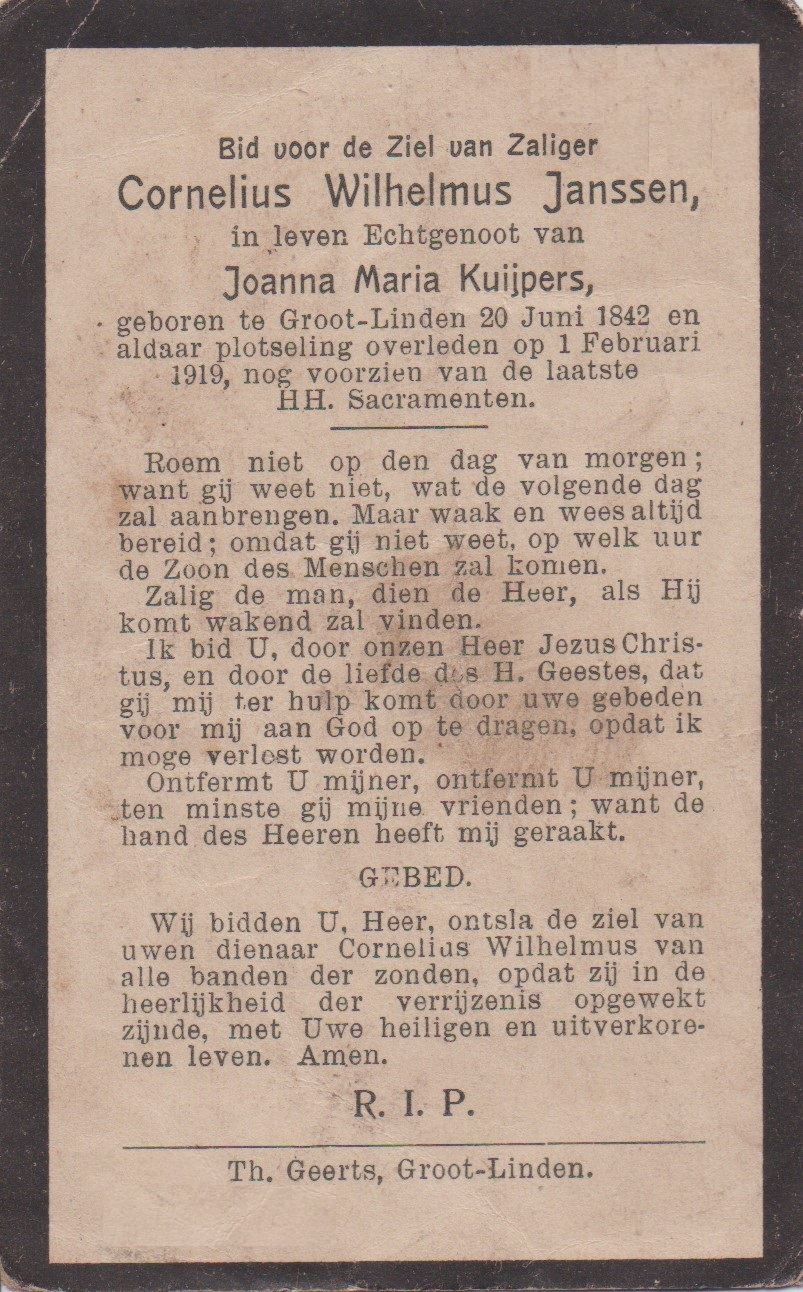 Bid voor de Ziel van Zaliger
Cornelius Wilhelmus Janssen,
in leven Echtgenoot van
Joanna Maria Kuijpers,
geboren te Groot-Linden 20 Juni 1842 en
aldaar plotseling overleden op 1 Februari
1919, nog voorzien van de laatste
HH. Sacramenten.
Roem niet op den dag van morgen;
want gij weet niet, wat de volgende dag
zal aanbrengen. Maar waak en wees altijd
bereid; omdat gij niet weet, op welk uur
de Zoon des Menschen zal komen.
Zalig de man, dien de Heer, als Hij
komt wakend zal vinden.
Ik bid U, door onzen Heer Jezus Chris-
tus, en door de liefde des H. Geestes, dat
gij mij ter hulp komt door uwe gebeden
voor mij aan God op te dragen, opdat ik
moge verlost worden.
Ontfermt U mijner, ontfermt U mijner,
ten minste gij mijne vrienden; want de
hand des Heeren heeft mij geraakt.
GEBED.
Wij bidden U, Heer, ontsla de ziel van
uwen dienaar Cornelius Wilhelmus van
alle banden der zonden, opdat zij in de
heerlijkheid der verrijzenis opgewekt
zijnde, met Uwe heiligen en uitverkore-
nen leven. Amen.
R. I. P.
Th. Geerts, Groot-Linden.